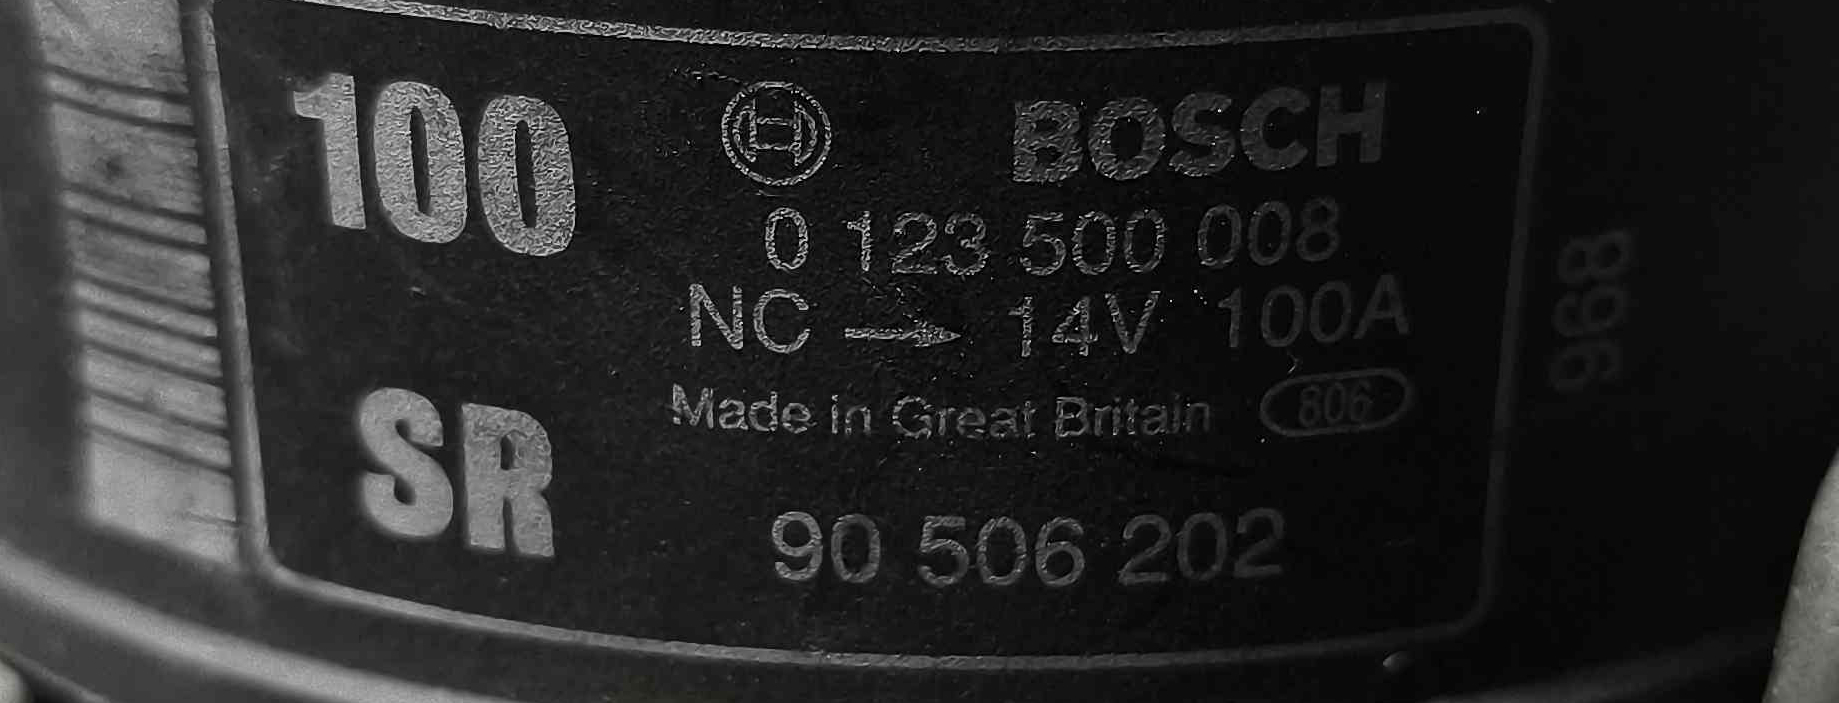 100 BOSCH
0 123 500 008
NC → 14V 100A
Made in Great Britain 806
SR
90 506 202
968